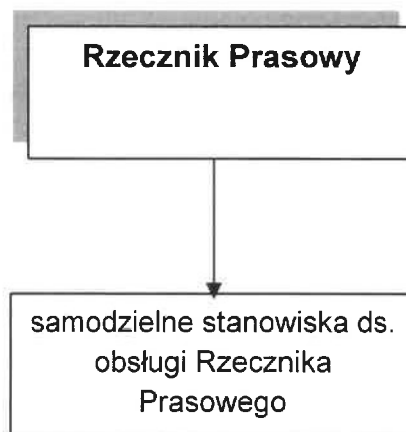 Rzecznik Prasowy
samodzielne stanowiska ds.
obsługi Rzecznika
Prasowego